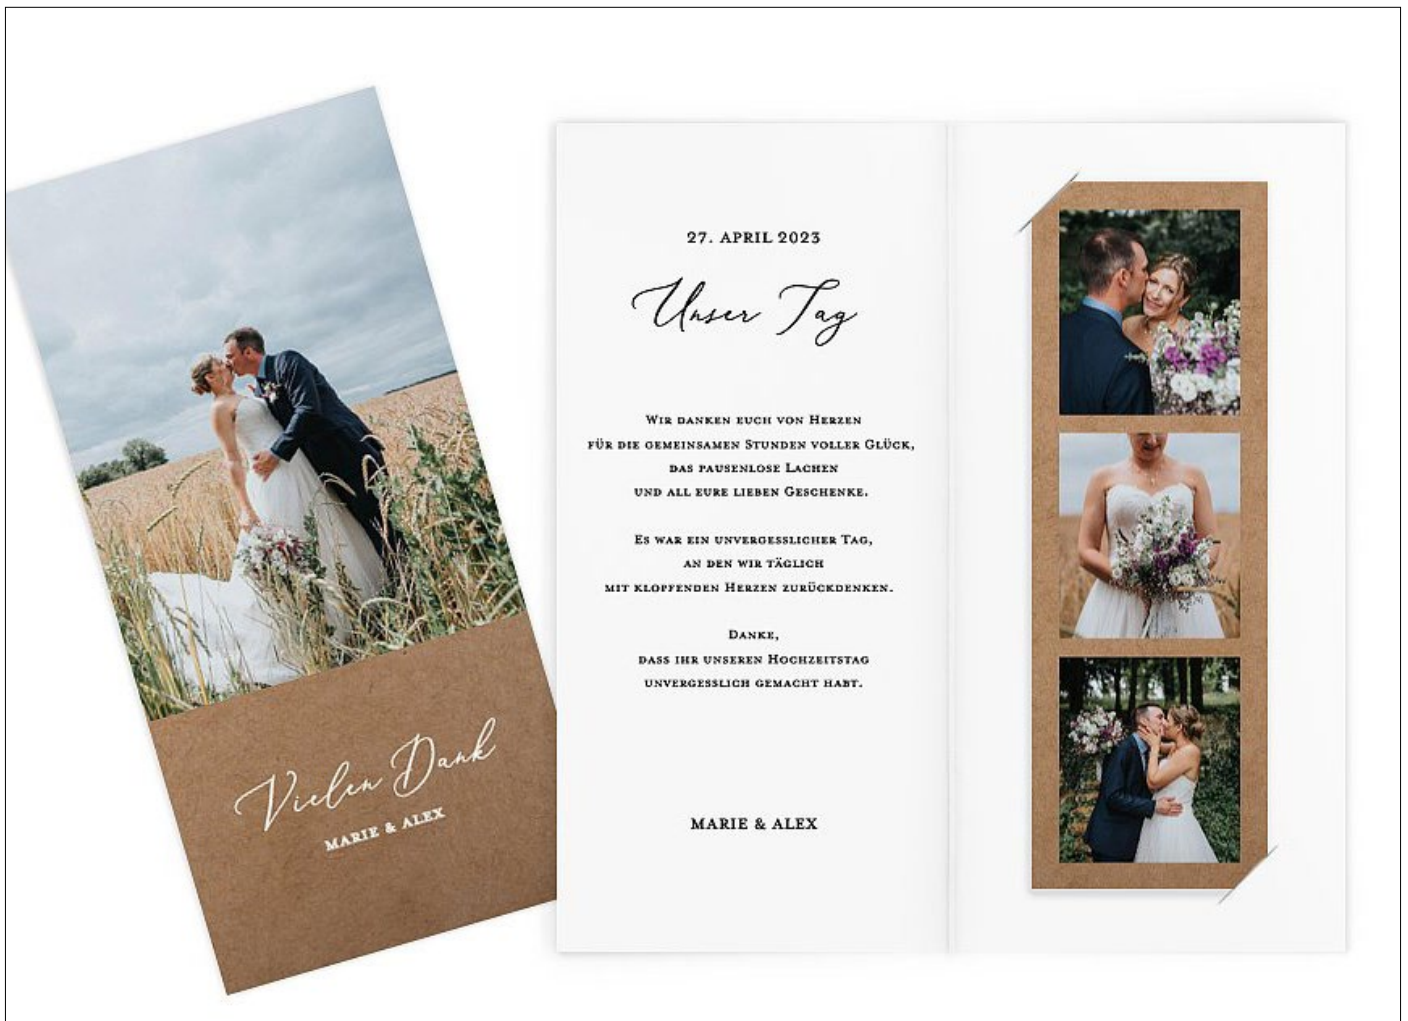 Vielen Dank
MARIE & ALEX
27. APRIL 2023
Unser Tag
Wir danken euch von Herzen
für die gemeinsamen Stunden voller Glück,
das pausenlose Lachen
und all eure lieben Geschenke.
Es war ein unvergesslicher Tag,
an den wir täglich
mit klopfenden Herzen zurückdenken.
Danke,
dass ihr unseren Hochzeitstag
unvergesslich gemacht habt.
MARIE & ALEX